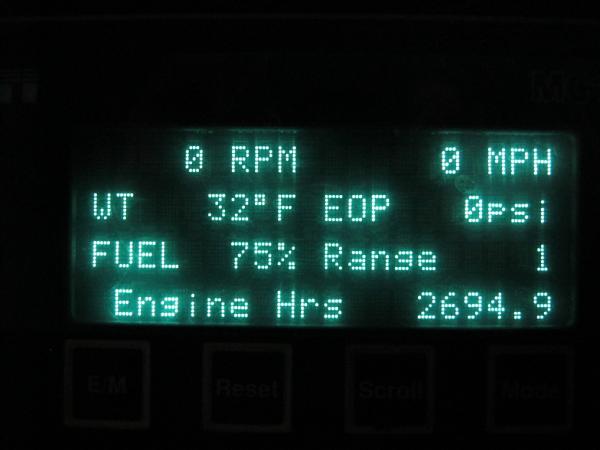 MC
0 RPM 0 MPH
WT 32°F EOP 0psi
FUEL 75% Range 1
Engine Hrs 2694.9
E/M Reset Scroll Mode